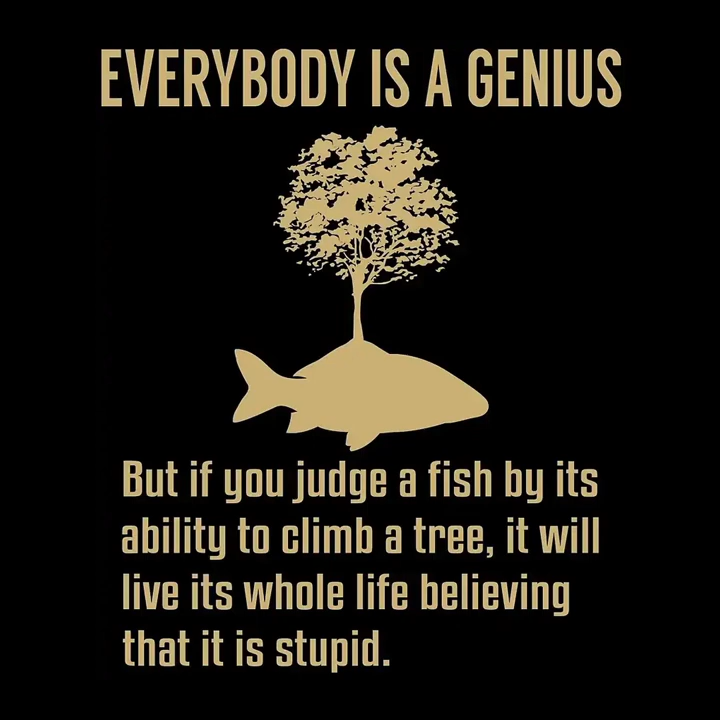 EVERYBODY IS A GENIUS
But if you judge a fish by its
ability to climb a tree, it will
live its whole life believing
that it is stupid.